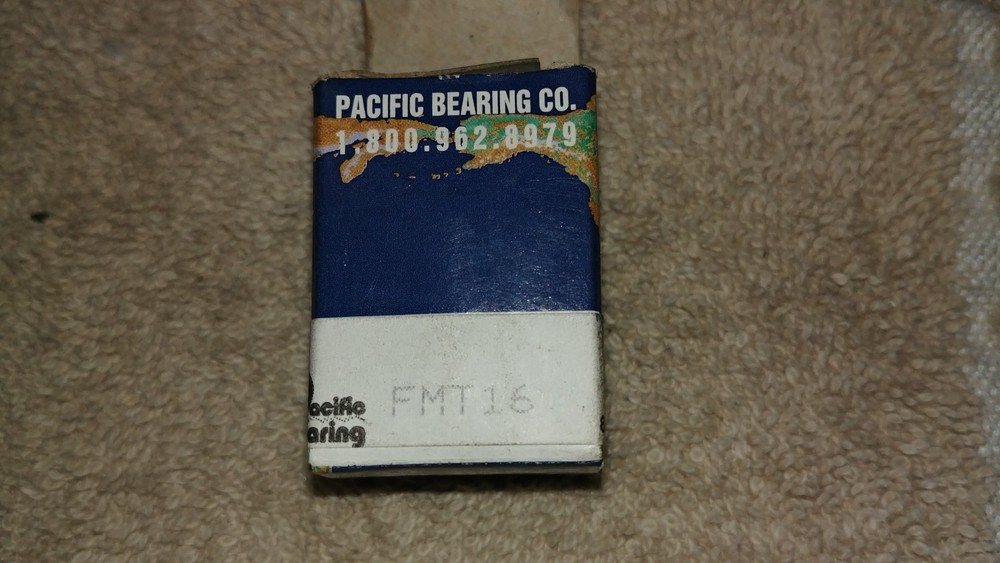 PACIFIC BEARING CO.
1.800.962.8979
FMT16
acific
aring